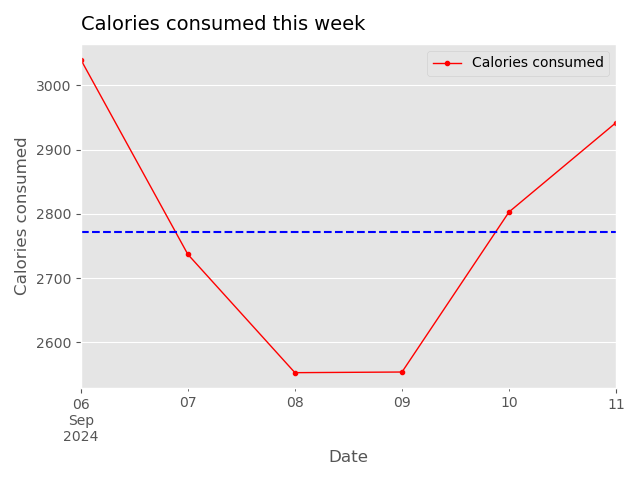 Calories consumed this week
Calories consumed
3000
2900
2800
2700
2600
Calories consumed
06
Sep
2024
07
08
09
10
11
Date